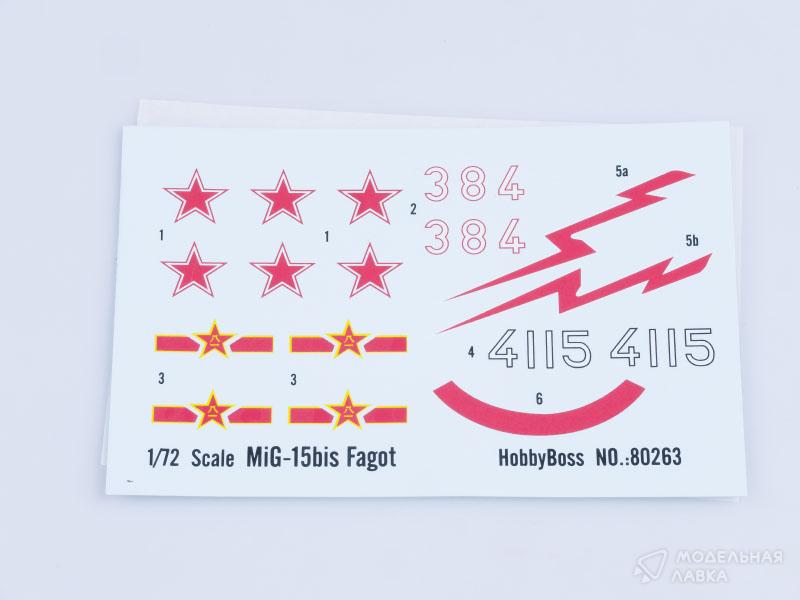 384
5a
2
1
1
384
5b
4
4115
4115
3
3
6
1/72 Scale MiG-15bis Fagot
HobbyBoss NO.:80263
МОДЕЛЬНАЯ
ЛАВКА